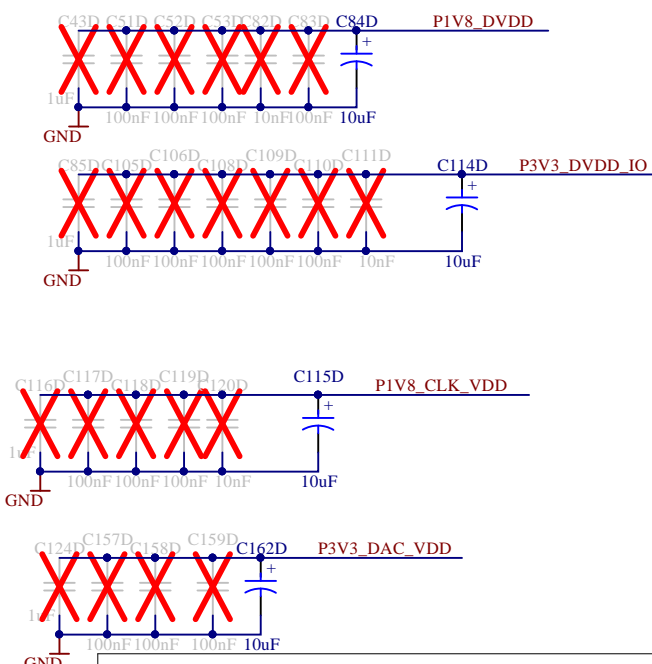 C43D C51D C52D C53D C82D C83D C84D P1V8_DVDD
+
1uF
100nF 100nF 100nF 10nF 100nF 10uF
GND
C85D C105D C106D C108D C109D C110D C111D C114D P3V3_DVDD_IO
+
1uF
100nF 100nF 100nF 100nF 100nF 10nF 10uF
GND
C116D C117D C118D C119D C120D C115D P1V8_CLK_VDD
+
1uF
100nF 100nF 100nF 10nF 10uF
GND
C124D C157D C158D C159D C162D P3V3_DAC_VDD
+
1uF
100nF 100nF 100nF 10uF
GND